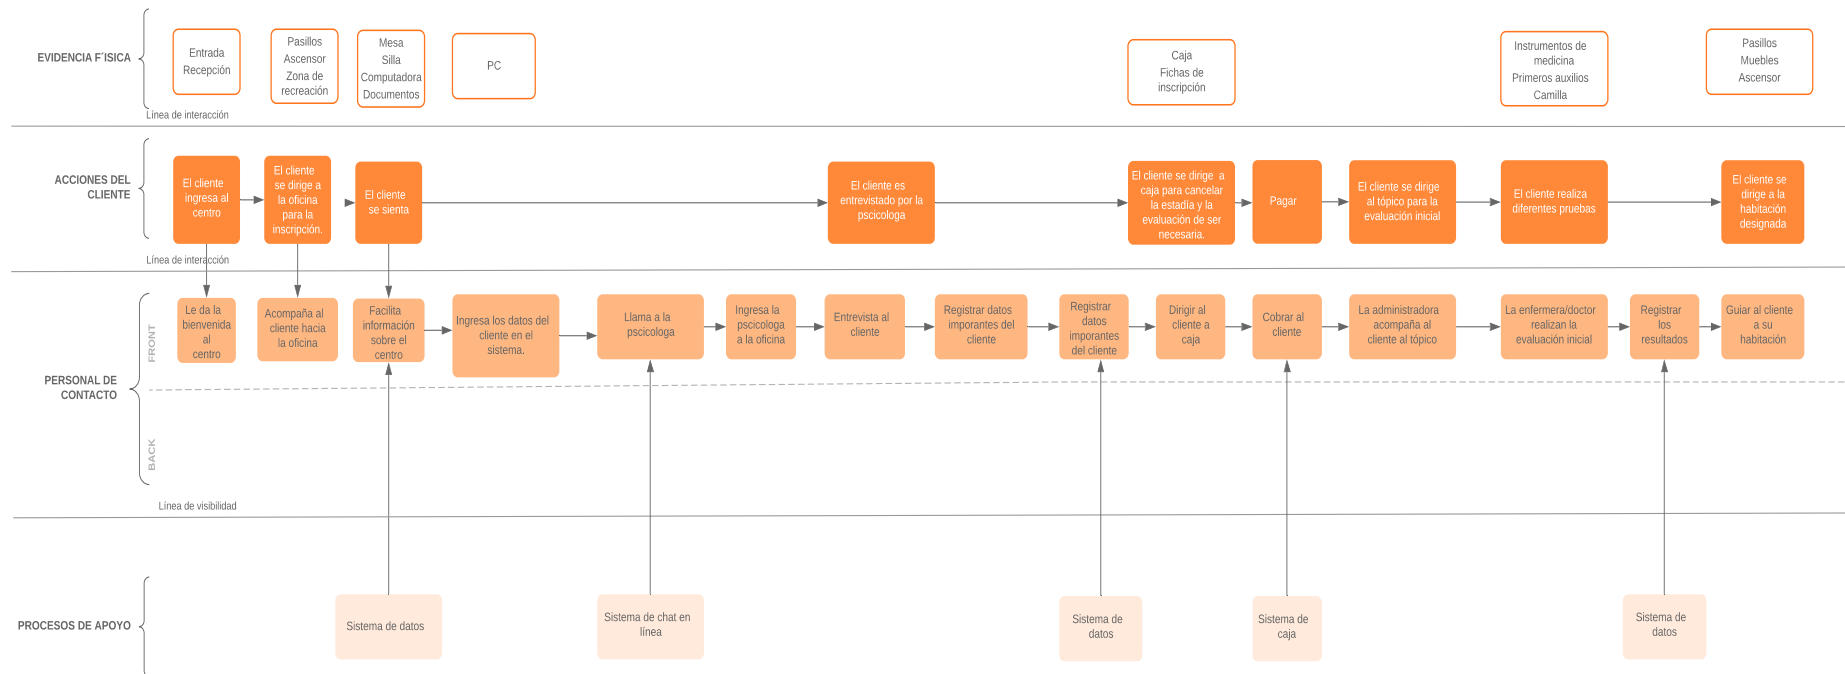 EVIDENCIA F´ISICA
Entrada
Recepción
Pasillos
Ascensor
Zona de
recreación
Mesa
Silla
Computadora
Documentos
PC
Caja
Fichas de
inscripción
Instrumentos de
medicina
Primeros auxilios
Camilla
Pasillos
Muebles
Ascensor
Línea de interacción
ACCIONES DEL
CLIENTE
El cliente
ingresa al
centro
El cliente
se dirige a
la oficina
para la
inscripción.
El cliente
se sienta
El cliente es
entrevistado por la
pscicologa
El cliente se dirige a
caja para cancelar
la estadía y la
evaluación de ser
necesaria.
Pagar
El cliente se dirige
al tópico para la
evaluación inicial
El cliente realiza
diferentes pruebas
El cliente se
dirige a la
habitación
designada
Línea de interacción
PERSONAL DE
CONTACTO
FRONT
Le da la
bienvenida
al
centro
Acompaña al
cliente hacia
la oficina
Facilita
información
sobre el
centro
Ingresa los datos del
cliente en el
sistema.
Llama a la
pscicologa
Ingresa la
pscicologa
a la oficina
Entrevista al
cliente
Registrar datos
imporantes del
cliente
Registrar
datos
imporantes
del cliente
Dirigir al
cliente a
caja
Cobrar al
cliente
La administradora
acompaña al
cliente al tópico
La enfermera/doctor
realizan la
evaluación inicial
Registrar
los
resultados
Guiar al cliente
a su
habitación
BACK
Línea de visibilidad
PROCESOS DE APOYO
Sistema de datos
Sistema de chat en
línea
Sistema de
datos
Sistema de
caja
Sistema de
datos